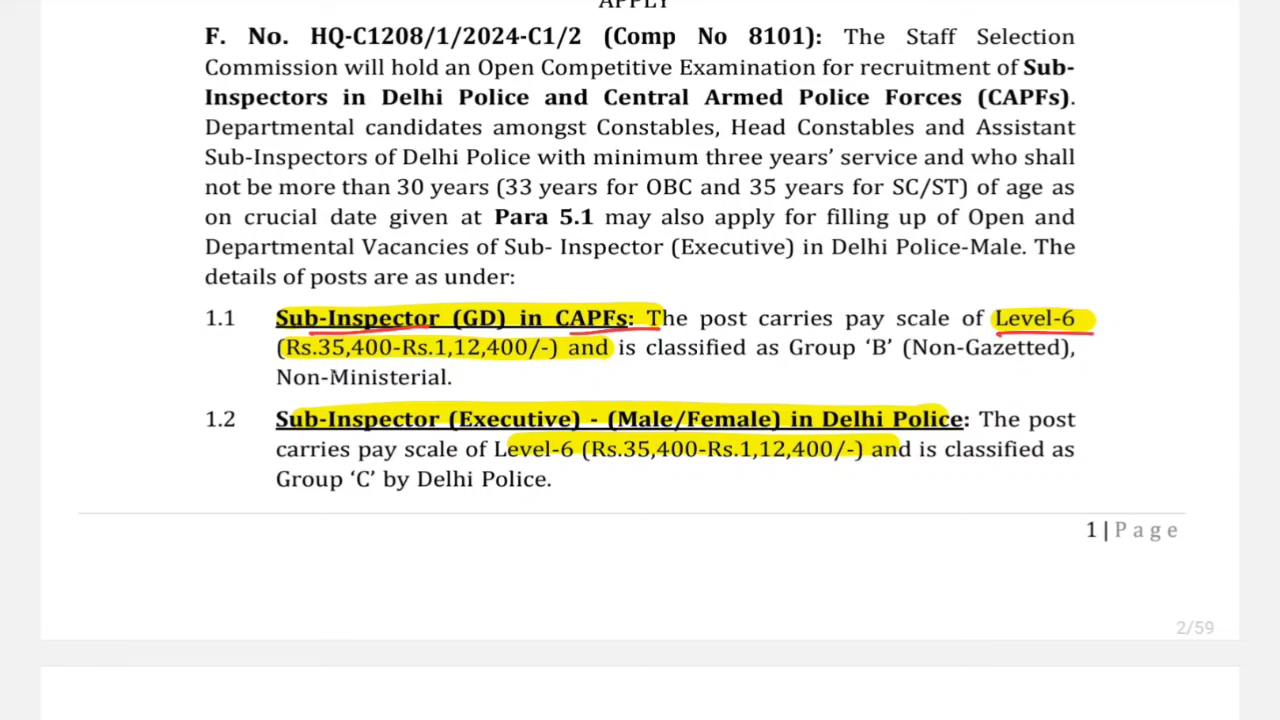 APPLY
F. No. HQ-C1208/1/2024-C1/2 (Comp No 8101): The Staff Selection
Commission will hold an Open Competitive Examination for recruitment of Sub-
Inspectors in Delhi Police and Central Armed Police Forces (CAPFs).
Departmental candidates amongst Constables, Head Constables and Assistant
Sub-Inspectors of Delhi Police with minimum three years’ service and who shall
not be more than 30 years (33 years for OBC and 35 years for SC/ST) of age as
on crucial date given at Para 5.1 may also apply for filling up of Open and
Departmental Vacancies of Sub- Inspector (Executive) in Delhi Police-Male. The
details of posts are as under:
1.1 Sub-Inspector (GD) in CAPFs: The post carries pay scale of Level-6
(Rs.35,400-Rs.1,12,400/-) and is classified as Group ‘B’ (Non-Gazetted),
Non-Ministerial.
1.2 Sub-Inspector (Executive) - (Male/Female) in Delhi Police: The post
carries pay scale of Level-6 (Rs.35,400-Rs.1,12,400/-) and is classified as
Group ‘C’ by Delhi Police.
1|Page
2/59